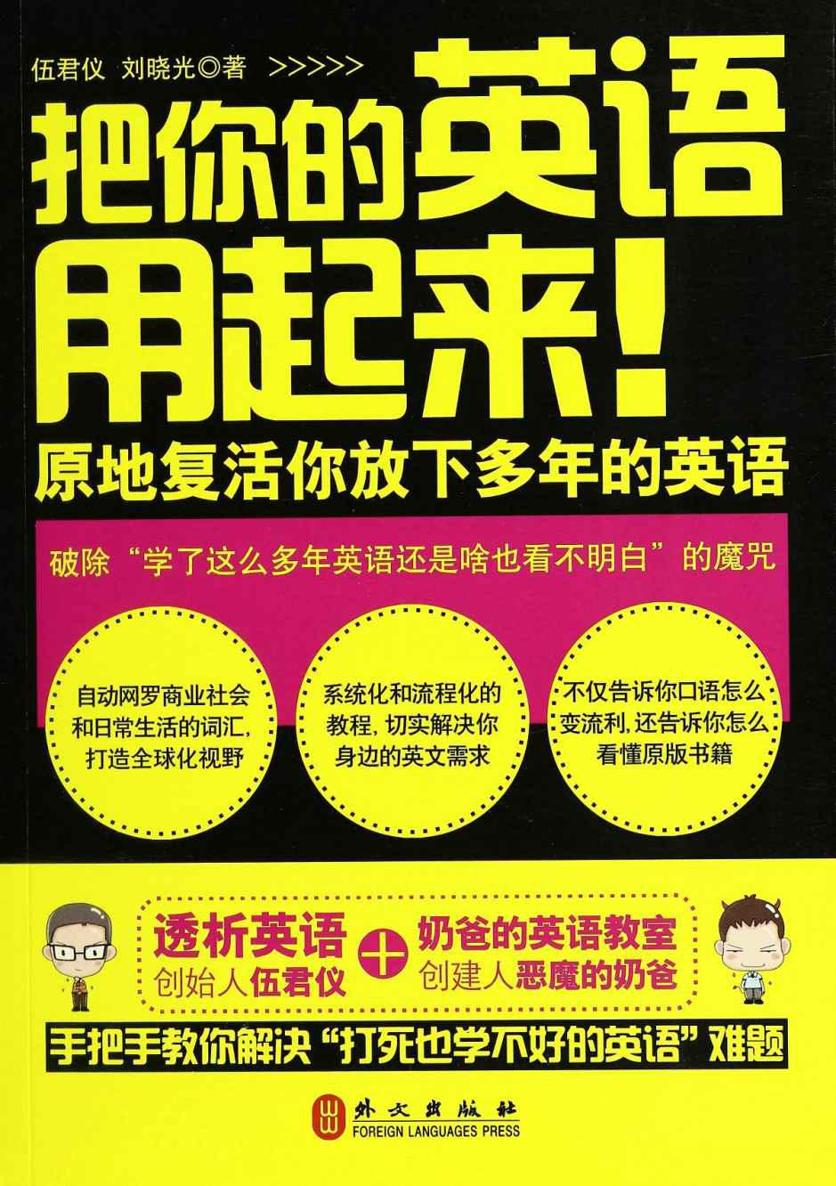 伍君仪 刘晓光◎著 >>>>>
把你的英语
用起来！
原地复活你放下多年的英语
破除“学了这么多年英语还是啥也看不明白”的魔咒
自动网罗商业社会
和日常生活的词汇，
打造全球化视野
系统化和流程化的
教程，切实解决你
身边的英文需求
不仅告诉你口语怎么
变流利，还告诉你怎么
看懂原版书籍
透析英语
创始人伍君仪
+
奶爸的英语教室
创建人恶魔的奶爸
手把手教你解决“打死也学不好的英语”难题
外文出版社
FOREIGN LANGUAGES PRESS